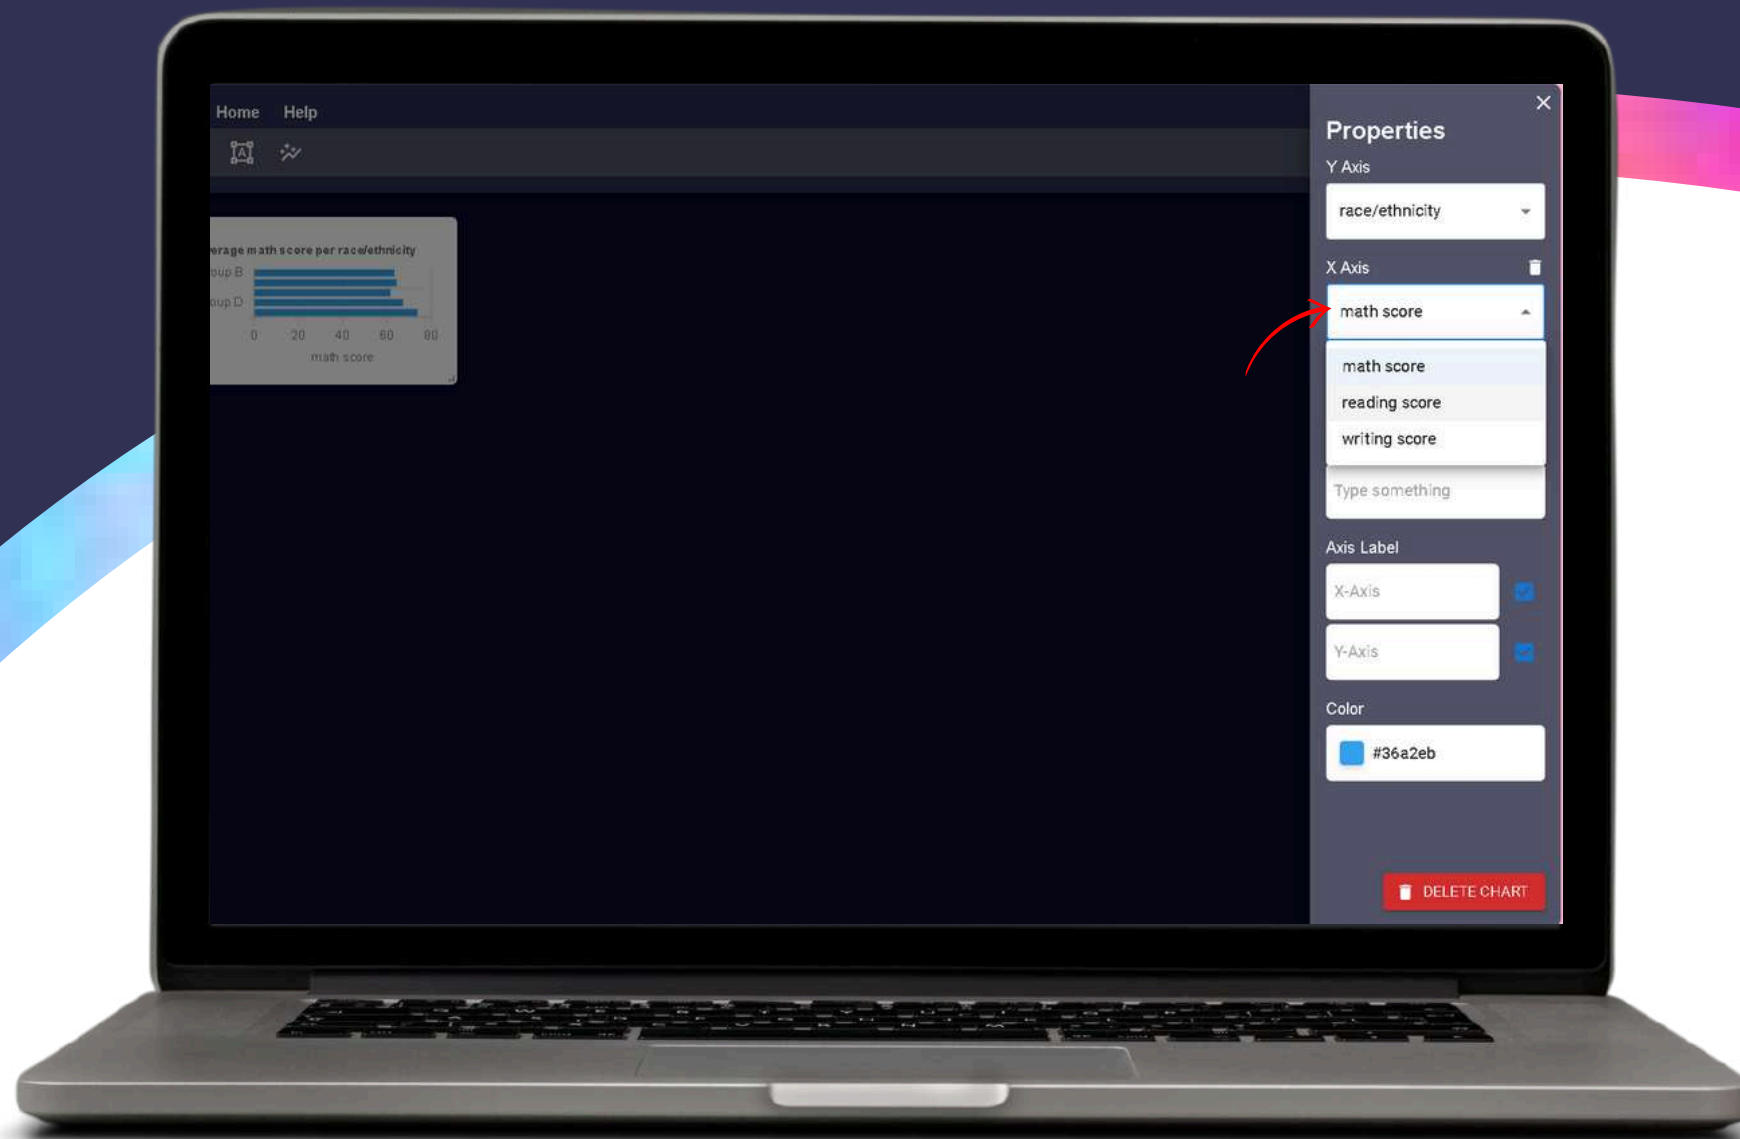 Home Help
A
erage math score per race/ethnicity
oup B
oup D
0 20 40 60 80
math score
Properties
Y Axis
race/ethnicity
X Axis
math score
math score
reading score
writing score
Type something
Axis Label
X-Axis
Y-Axis
Color
#36a2eb
DELETE CHART